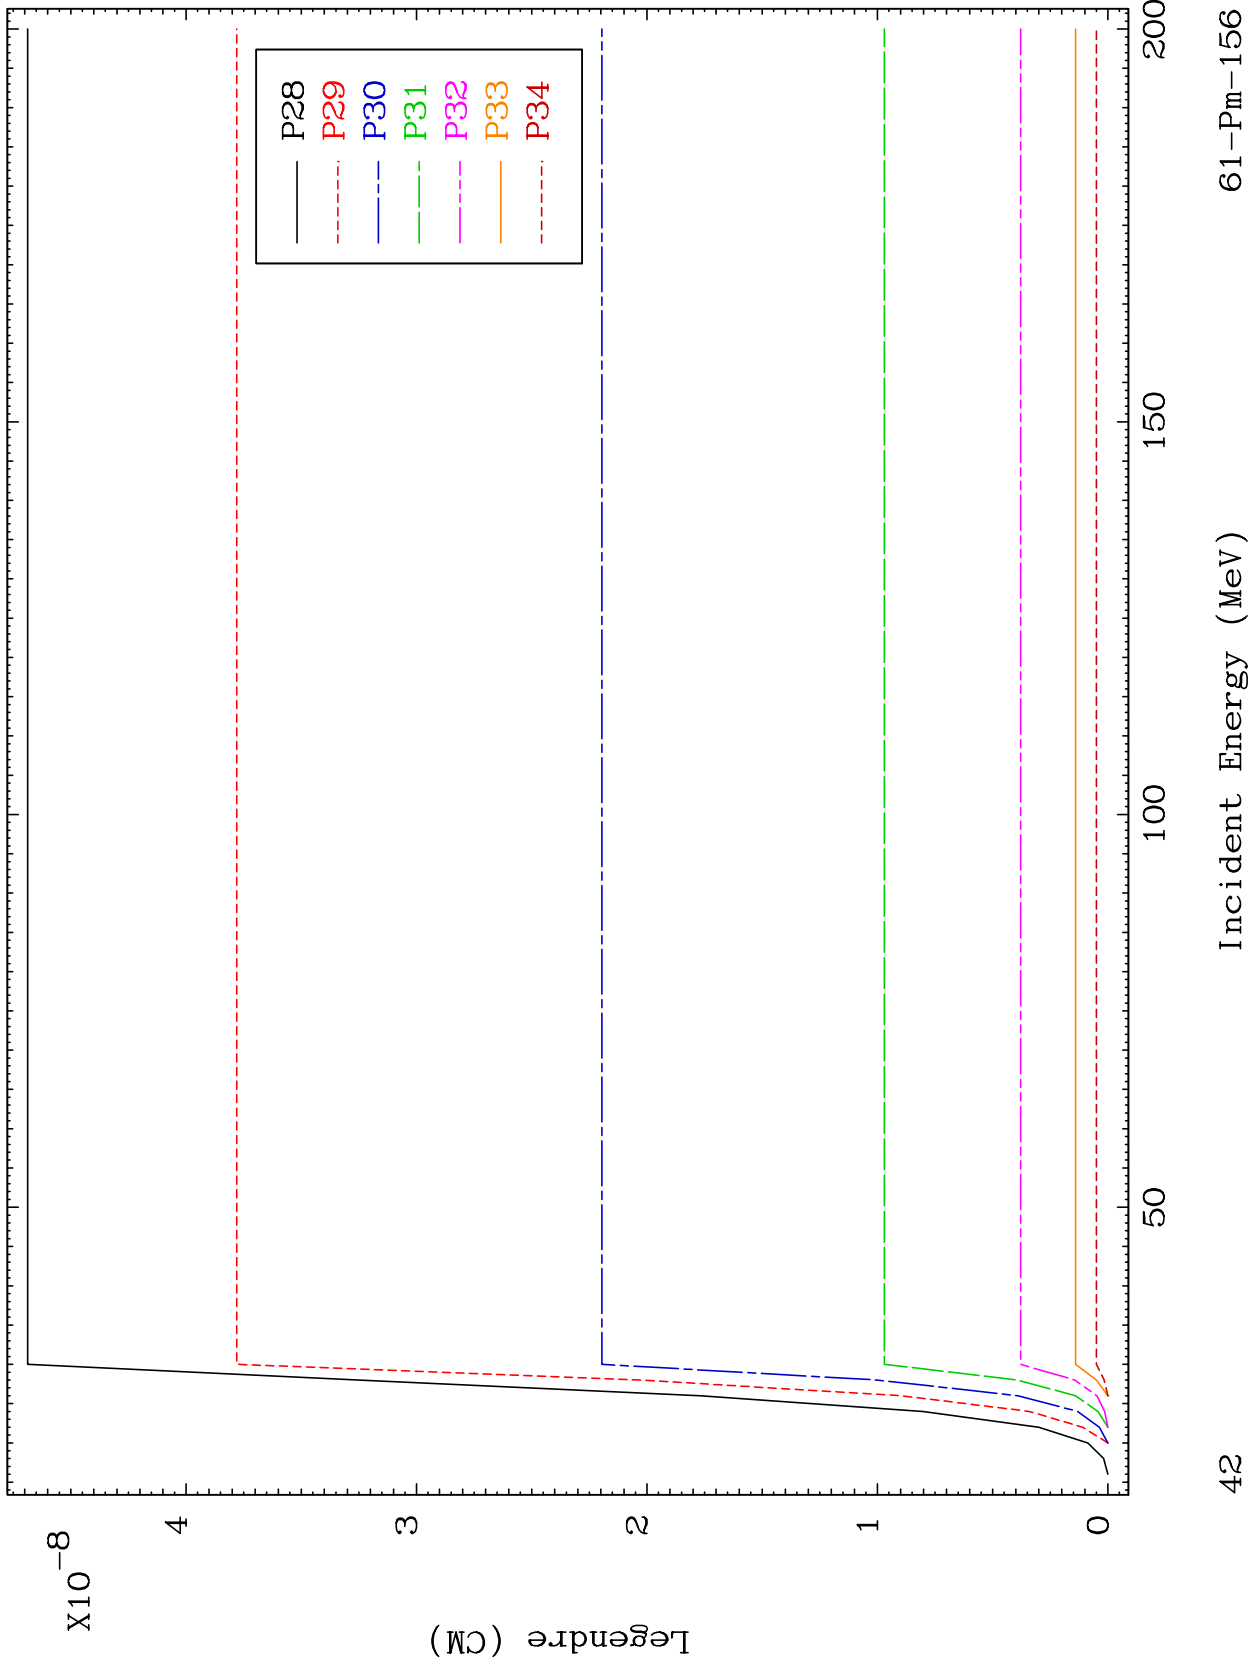 X10-8
4
3
2
1
0
Legendre (CM)
P28
P29
P30
P31
P32
P33
P34
50
100
150
200
Incident Energy (MeV)
42
61-Pm-156